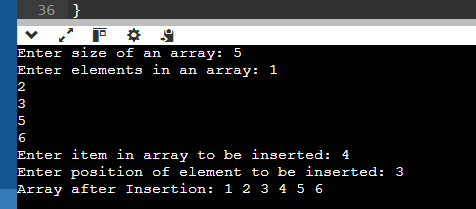 36 }
Enter size of an array: 5
Enter elements in an array: 1
2
3
5
6
Enter item in array to be inserted: 4
Enter position of element to be inserted: 3
Array after Insertion: 1 2 3 4 5 6